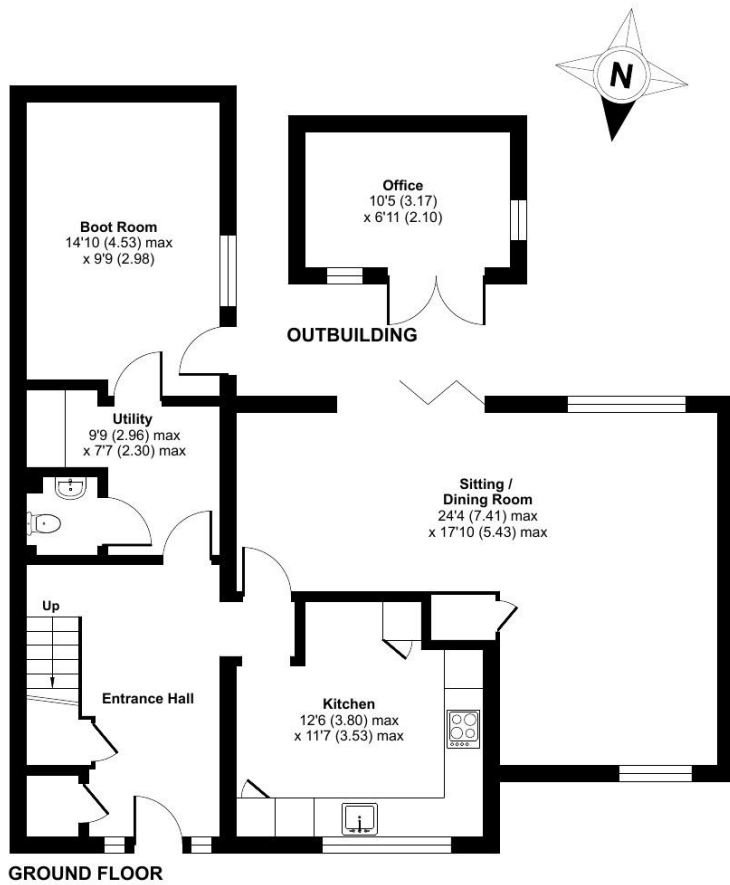 N
Boot Room
14'10 (4.53) max
x 9'9 (2.98)
Office
10'5 (3.17)
x 6'11 (2.10)
OUTBUILDING
Utility
9'9 (2.96) max
x 7'7 (2.30) max
Sitting /
Dining Room
24'4 (7.41) max
x 17'10 (5.43) max
Up
Entrance Hall
Kitchen
12'6 (3.80) max
x 11'7 (3.53) max
GROUND FLOOR